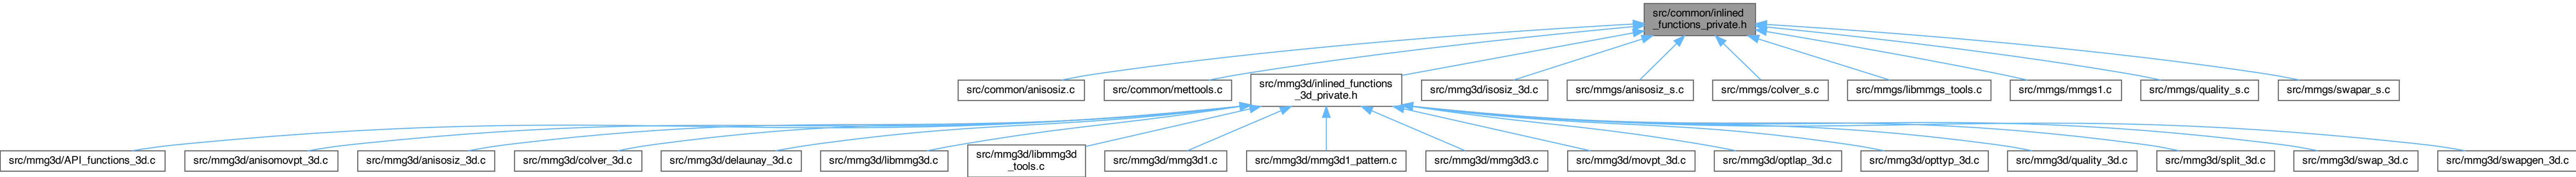 src/common/inlined
_functions_private.h
src/common/anisosiz.c
src/common/mettools.c
src/mmg3d/inlined_functions
_3d_private.h
src/mmg3d/isosiz_3d.c
src/mmgs/anisosiz_s.c
src/mmgs/colver_s.c
src/mmgs/libmmgs_tools.c
src/mmgs/mmgs1.c
src/mmgs/quality_s.c
src/mmgs/swapar_s.c
src/mmg3d/API_functions_3d.c
src/mmg3d/anisomovpt_3d.c
src/mmg3d/anisosiz_3d.c
src/mmg3d/colver_3d.c
src/mmg3d/delaunay_3d.c
src/mmg3d/libmmg3d.c
src/mmg3d/libmmg3d
_tools.c
src/mmg3d/mmg3d1.c
src/mmg3d/mmg3d1_pattern.c
src/mmg3d/mmg3d3.c
src/mmg3d/movpt_3d.c
src/mmg3d/optlap_3d.c
src/mmg3d/opttyp_3d.c
src/mmg3d/quality_3d.c
src/mmg3d/split_3d.c
src/mmg3d/swap_3d.c
src/mmg3d/swapgen_3d.c